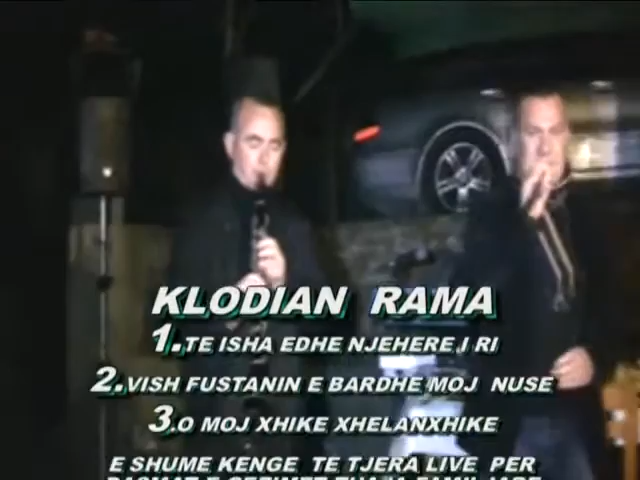 KLODIAN RAMA
1.TE ISHA EDHE NJEHERE I RI
2.VISH FUSTANIN E BARDHE MOJ NUSE
3.O MOJ XHIKE XHELANXHIKE
E SHUME KENGE TE TJERA LIVE PER